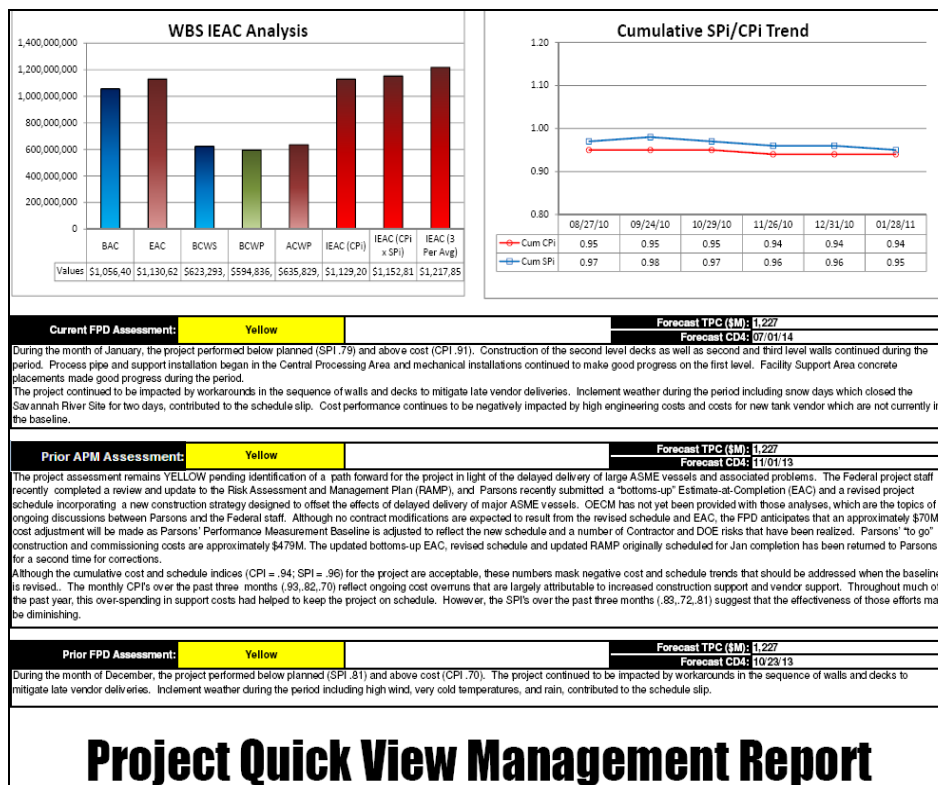 WBS IEAC Analysis
1,400,000,000
1,200,000,000
1,000,000,000
800,000,000
600,000,000
400,000,000
200,000,000
0
BAC EAC BCWS BCWP ACWP IEAC (CPi) IEAC (CPi x SPi) IEAC (3 Per Avg)
Values $1,056,40 $1,130,62 $623,293, $594,836, $635,829, $1,129,20 $1,152,81 $1,217,85
Cumulative SPi/CPi Trend
1.20
1.10
1.00
0.90
0.80
08/27/10 09/24/10 10/29/10 11/26/10 12/31/10 01/28/11
Cum CPi 0.95 0.95 0.95 0.94 0.94 0.94
Cum SPi 0.97 0.98 0.97 0.96 0.96 0.95
Current FPD Assessment: Yellow Forecast TPC ($M): 1,227
Forecast CD4: 07/01/14
During the month of January, the project performed below planned (SPI .79) and above cost (CPI .91). Construction of the second level decks as well as second and third level walls continued during the
period. Process pipe and support installation began in the Central Processing Area and mechanical installations continued to make good progress on the first level. Facility Support Area concrete
placements made good progress during the period.
The project continued to be impacted by workarounds in the sequence of walls and decks to mitigate late vendor deliveries. Inclement weather during the period including snow days which closed the
Savannah River Site for two days, contributed to the schedule slip. Cost performance continues to be negatively impacted by high engineering costs and costs for new tank vendor which are not currently in
the baseline.
Prior APM Assessment: Yellow Forecast TPC ($M): 1,227
Forecast CD4: 11/01/13
The project assessment remains YELLOW pending identification of a path forward for the project in light of the delayed delivery of large ASME vessels and associated problems. The Federal project staff
recently completed a review and update to the Risk Assessment and Management Plan (RAMP), and Parsons recently submitted a "bottoms-up" Estimate-at-Completion (EAC) and a revised project
schedule incorporating a new construction strategy designed to offset the effects of delayed delivery of major ASME vessels. OECM has not yet been provided with those analyses, which are the topics of
ongoing discussions between Parsons and the Federal staff. Although no contract modifications are expected to result from the revised schedule and EAC, the FPD anticipates that an approximately $70M
cost adjustment will be made as Parsons' Performance Measurement Baseline is adjusted to reflect the new schedule and a number of Contractor and DOE risks that have been realized. Parsons' "to go"
construction and commissioning costs are approximately $479M. The updated bottoms-up EAC, revised schedule and updated RAMP originally scheduled for Jan completion has been returned to Parsons
for a second time for corrections.
Although the cumulative cost and schedule indices (CPI = .94; SPI = .96) for the project are acceptable, these numbers mask negative cost and schedule trends that should be addressed when the baseline
is revised.. The monthly CPI's over the past three months (.93,.82,.70) reflect ongoing cost overruns that are largely attributable to increased construction support and vendor support. Throughout much of
the past year, this over-spending in support costs had helped to keep the project on schedule. However, the SPI's over the past three months (.83,.72,.81) suggest that the effectiveness of those efforts ma
be diminishing.
Prior FPD Assessment: Yellow Forecast TPC ($M): 1,227
Forecast CD4: 10/23/13
During the month of December, the project performed below planned (SPI .81) and above cost (CPI .70). The project continued to be impacted by workarounds in the sequence of walls and decks to
mitigate late vendor deliveries. Inclement weather during the period including high wind, very cold temperatures, and rain, contributed to the schedule slip.
Project Quick View Management Report